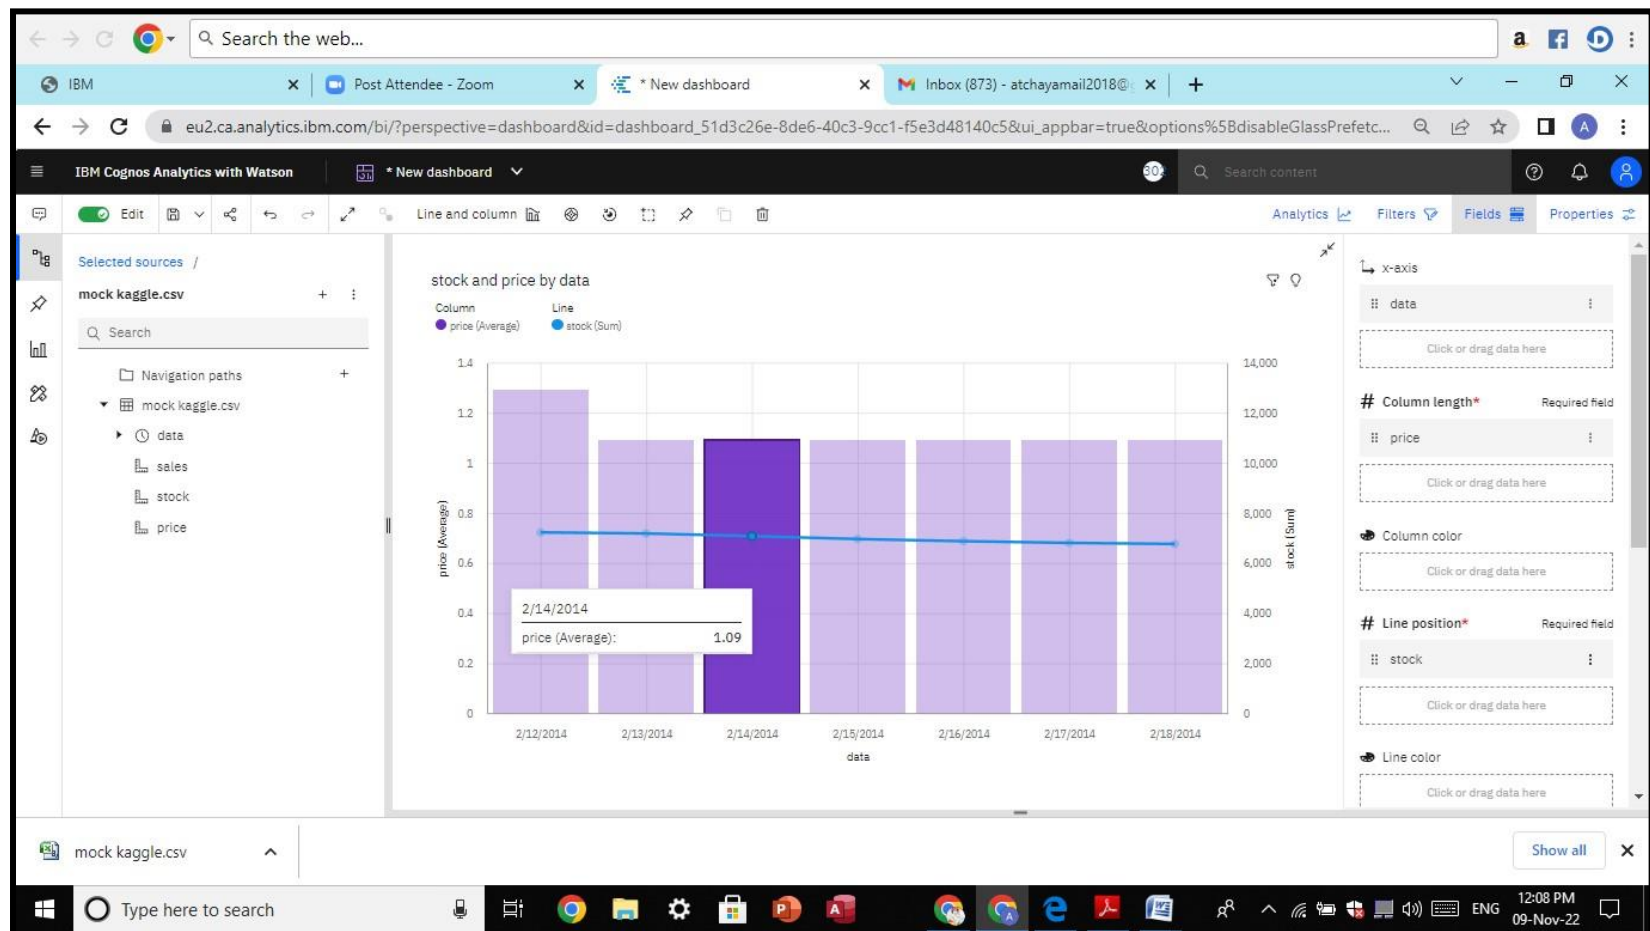 Search the web...
IBM
Post Attendee - Zoom
* New dashboard
Inbox (873) - atchayamail2018@
eu2.ca.analytics.ibm.com/bi/?perspective=dashboard&id=dashboard_51d3c26e-8de6-40c3-9cc1-f5e3d48140c5&ui_appbar=true&options%5BdisableGlassPrefetc...
A
IBM Cognos Analytics with Watson
* New dashboard
Search content
Edit
Line and column
Analytics
Filters
Fields
Properties
Selected sources /
mock kaggle.csv
Search
Navigation paths
mock kaggle.csv
data
sales
stock
price
stock and price by data
Column
Line
price (Average)
stock (Sum)
1.4
1.2
1
0.8
0.6
0.4
0.2
0
price (Average)
14,000
12,000
10,000
8,000
6,000
4,000
2,000
0
stock (Sum)
2/14/2014
price (Average): 1.09
2/12/2014
2/13/2014
2/14/2014
2/15/2014
2/16/2014
2/17/2014
2/18/2014
data
x-axis
data
Click or drag data here
# Column length* Required field
price
Click or drag data here
Column color
Click or drag data here
# Line position* Required field
stock
Click or drag data here
Line color
Click or drag data here
mock kaggle.csv
Show all
Type here to search
ENG
12:08 PM
09-Nov-22